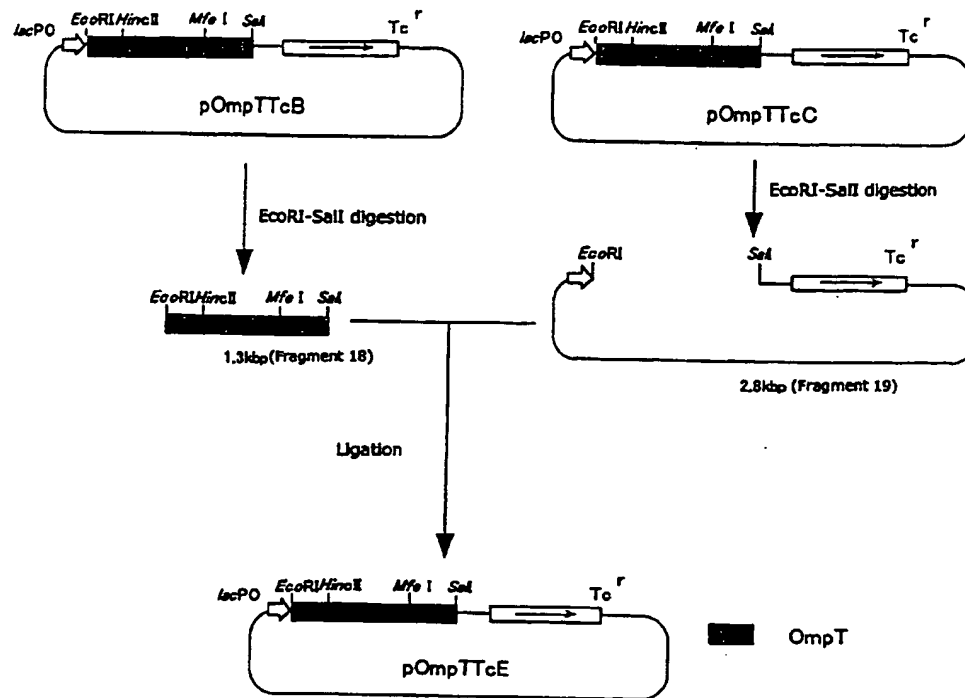 lacPO EcoRI HincII Mfe I SalI Tc r
pOmpTTcB
lacPO EcoRI HincII Mfe I SalI Tc r
pOmpTTcC
EcoRI-SalI digestion
EcoRI-SalI digestion
EcoRI HincII Mfe I SalI
1.3kbp(Fragment 18)
EcoRI SalI Tc r
2.8kbp (Fragment 19)
Ligation
lacPO EcoRI HincII Mfe I SalI Tc r
pOmpTTcE
OmpT